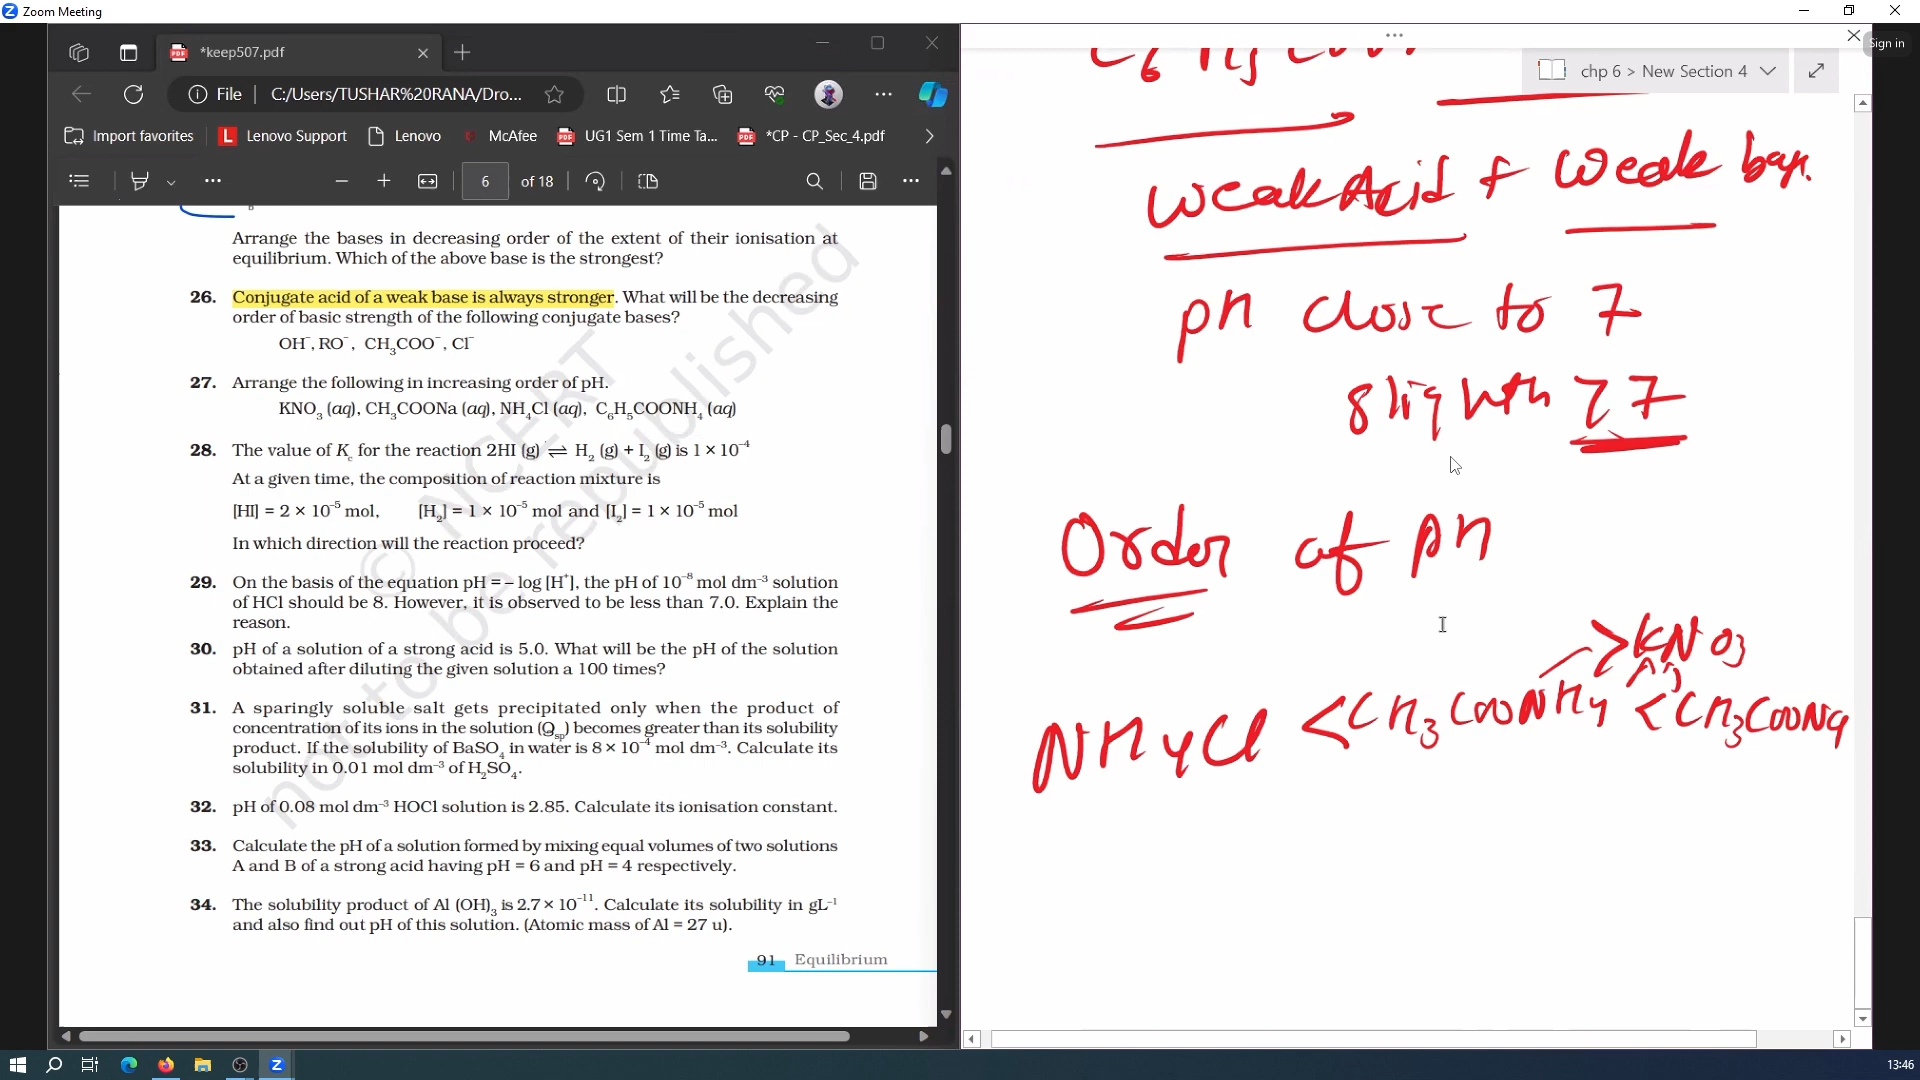 Zoom Meeting
*keep507.pdf
Sign in
File C:/Users/TUSHAR%20RANA/Dro...
chp 6 > New Section 4
Import favorites Lenovo Support Lenovo McAfee UG1 Sem 1 Time Ta... *CP - CP_Sec_4.pdf
6 of 18
Arrange the bases in decreasing order of the extent of their ionisation at
equilibrium. Which of the above base is the strongest?
26. Conjugate acid of a weak base is always stronger. What will be the decreasing
order of basic strength of the following conjugate bases?
OH⁻, RO⁻, CH₃COO⁻, Cl⁻
27. Arrange the following in increasing order of pH.
KNO₃ (aq), CH₃COONa (aq), NH₄Cl (aq), C₆H₅COONH₄ (aq)
28. The value of K꜀ for the reaction 2HI (g) ⇌ H₂ (g) + I₂ (g) is 1 × 10⁻⁴
At a given time, the composition of reaction mixture is
[HI] = 2 × 10⁻⁵ mol, [H₂] = 1 × 10⁻⁵ mol and [I₂] = 1 × 10⁻⁵ mol
In which direction will the reaction proceed?
29. On the basis of the equation pH = – log [H⁺], the pH of 10⁻⁸ mol dm⁻³ solution
of HCl should be 8. However, it is observed to be less than 7.0. Explain the
reason.
30. pH of a solution of a strong acid is 5.0. What will be the pH of the solution
obtained after diluting the given solution a 100 times?
31. A sparingly soluble salt gets precipitated only when the product of
concentration of its ions in the solution (Qₛₚ) becomes greater than its solubility
product. If the solubility of BaSO₄ in water is 8 × 10⁻⁴ mol dm⁻³. Calculate its
solubility in 0.01 mol dm⁻³ of H₂SO₄.
32. pH of 0.08 mol dm⁻³ HOCl solution is 2.85. Calculate its ionisation constant.
33. Calculate the pH of a solution formed by mixing equal volumes of two solutions
A and B of a strong acid having pH = 6 and pH = 4 respectively.
34. The solubility product of Al (OH)₃ is 2.7 × 10⁻¹¹. Calculate its solubility in gL⁻¹
and also find out pH of this solution. (Atomic mass of Al = 27 u).
91 Equilibrium
© NCERT
not to be republished
Weak Acid + Weak
pH close to 7
>7
Order of pH
> KNO₃
NH₄Cl < CH₃COONH₄ < CH₃COONa
13:46